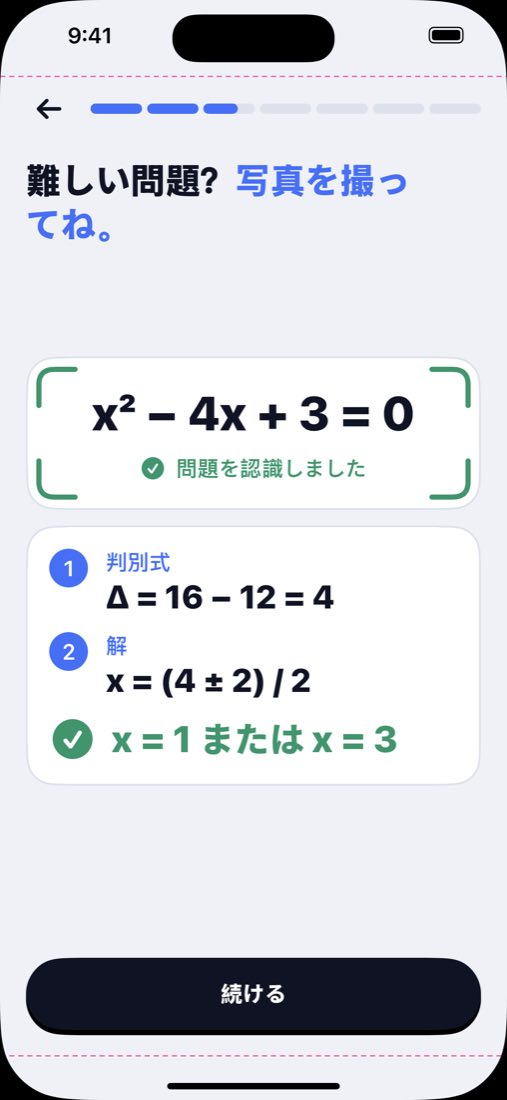 9:41
難しい問題? 写真を撮っ
てね。
x² − 4x + 3 = 0
問題を認識しました
1 判別式
Δ = 16 − 12 = 4
2 解
x = (4 ± 2) / 2
x = 1 または x = 3
続ける